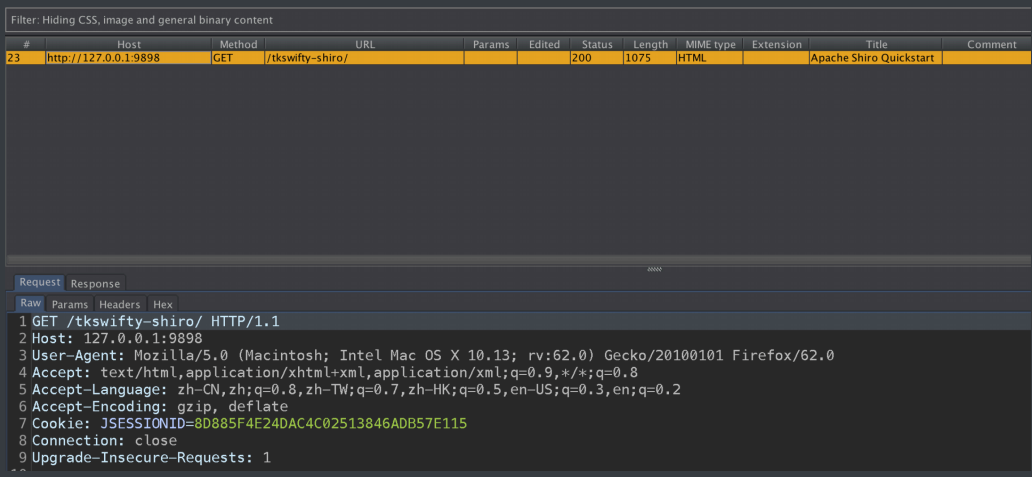 Filter: Hiding CSS, image and general binary content
# Host Method URL Params Edited Status Length MIME type Extension Title Comment
23 http://127.0.0.1:9898 GET /tkswifty-shiro/ 200 1075 HTML Apache Shiro Quickstart
Request Response
Raw Params Headers Hex
1 GET /tkswifty-shiro/ HTTP/1.1
2 Host: 127.0.0.1:9898
3 User-Agent: Mozilla/5.0 (Macintosh; Intel Mac OS X 10.13; rv:62.0) Gecko/20100101 Firefox/62.0
4 Accept: text/html,application/xhtml+xml,application/xml;q=0.9,*/*;q=0.8
5 Accept-Language: zh-CN,zh;q=0.8,zh-TW;q=0.7,zh-HK;q=0.5,en-US;q=0.3,en;q=0.2
6 Accept-Encoding: gzip, deflate
7 Cookie: JSESSIONID=8D885F4E24DAC4C02513846ADB57E115
8 Connection: close
9 Upgrade-Insecure-Requests: 1